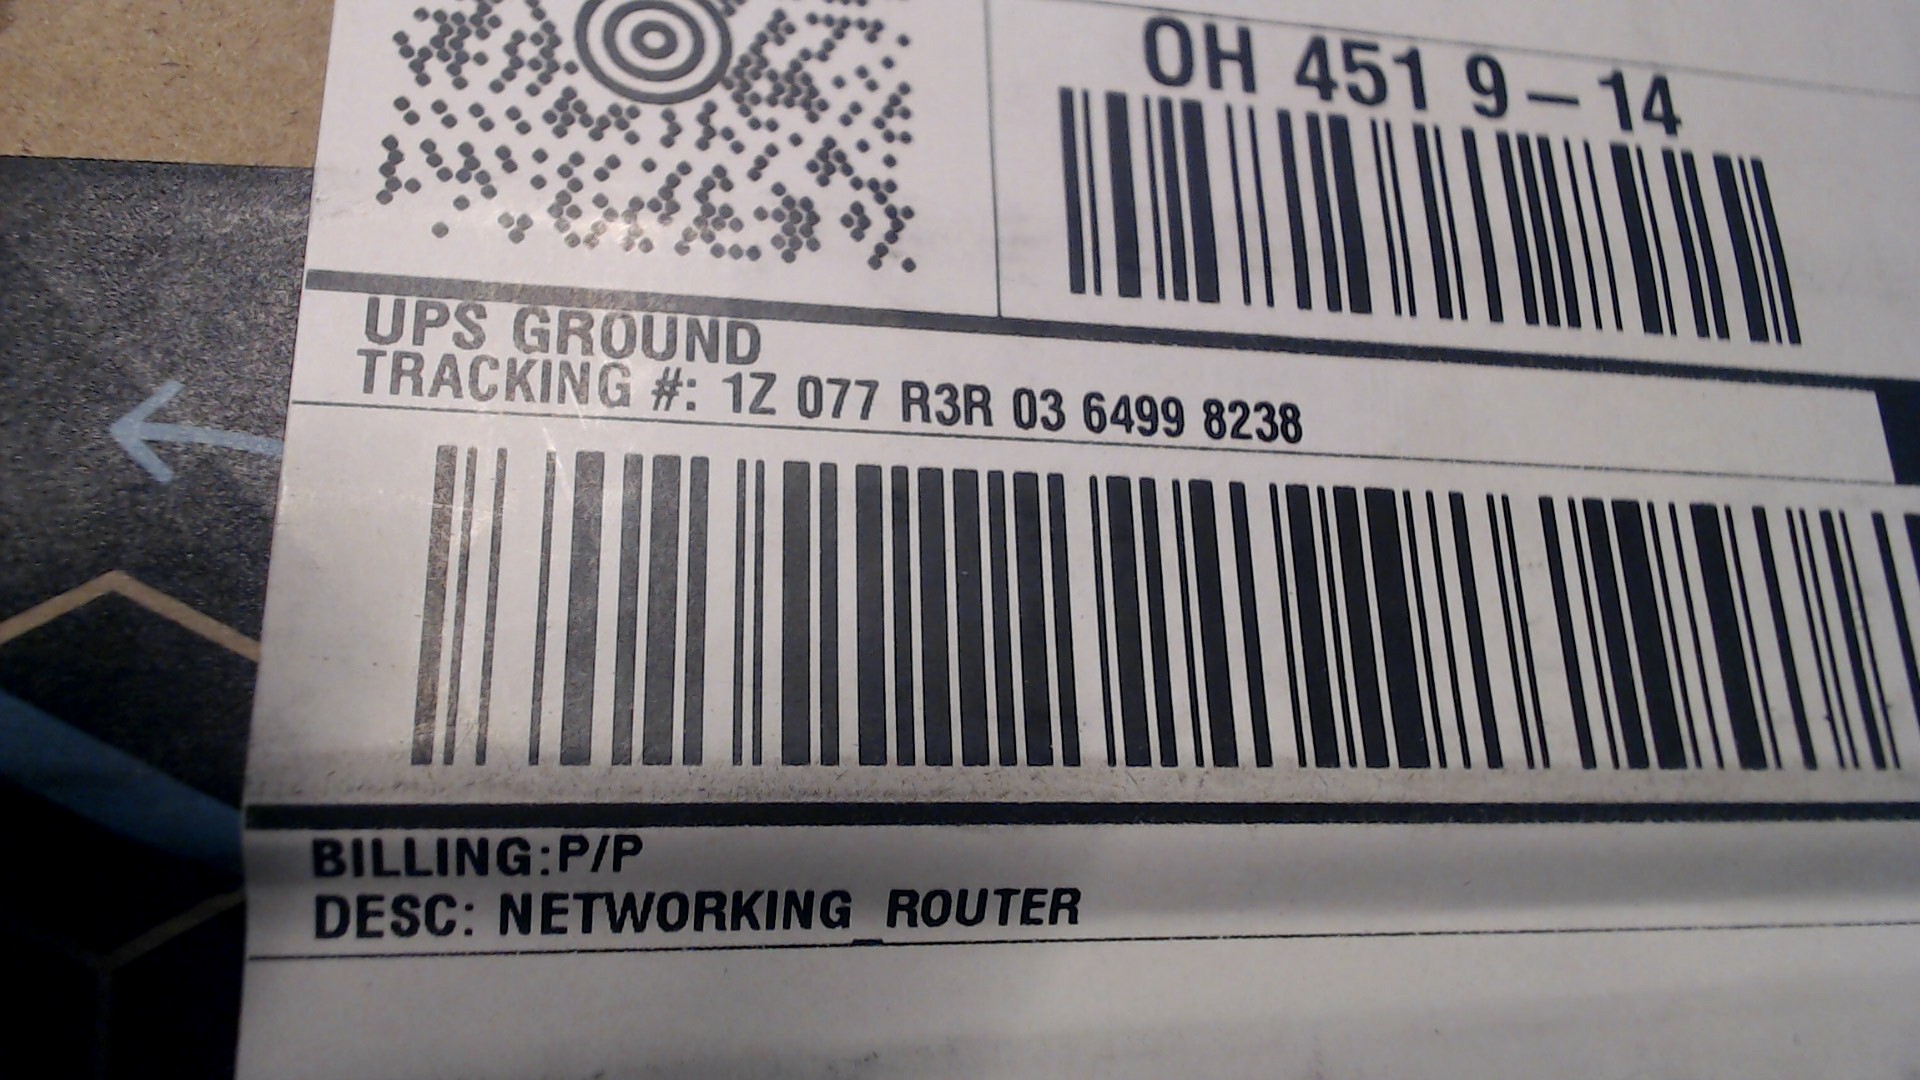 OH 451 9-14
UPS GROUND
TRACKING #: 1Z 077 R3R 03 6499 8238
BILLING:P/P
DESC: NETWORKING ROUTER